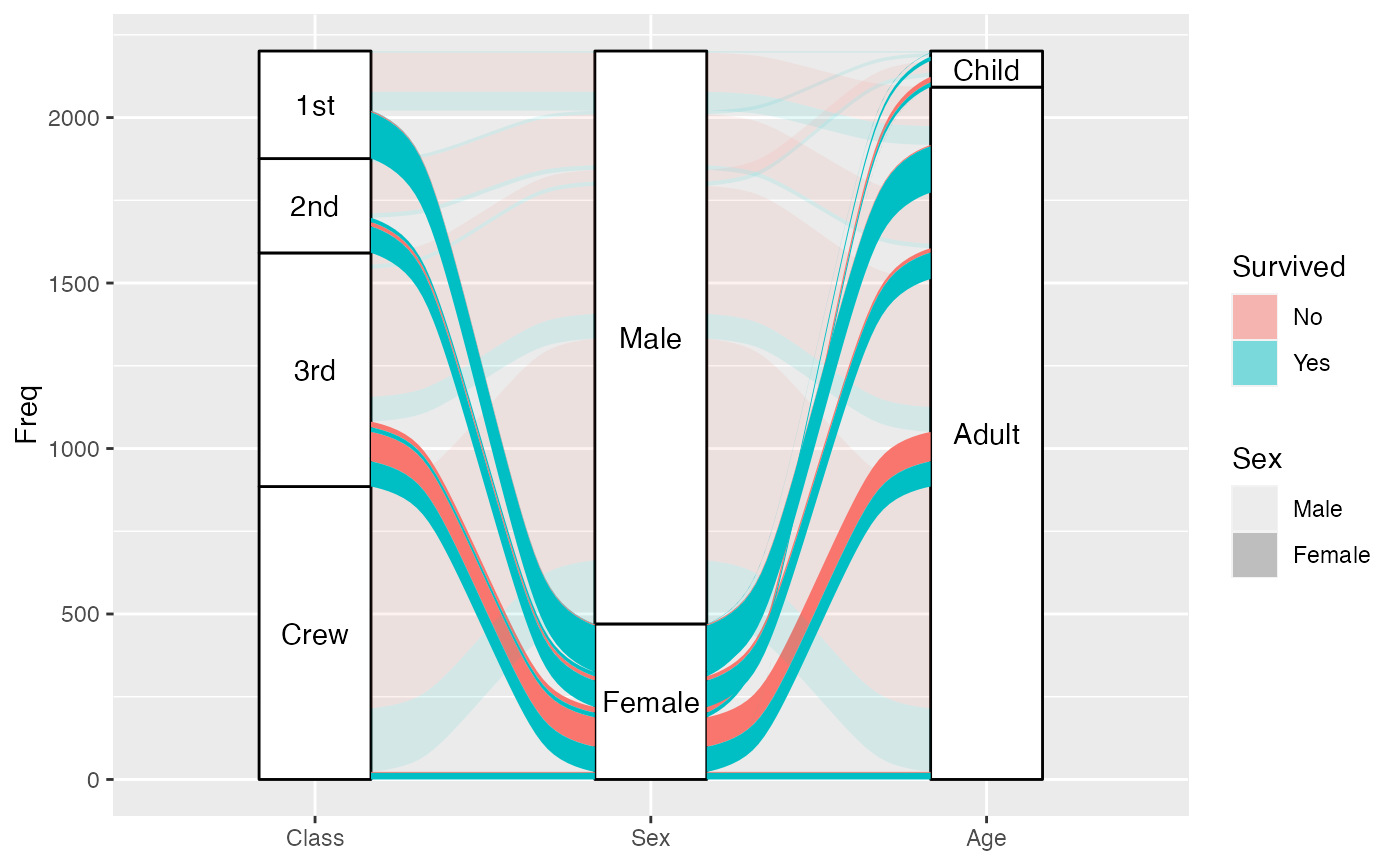 Freq
2000
1500
1000
500
0
1st
2nd
3rd
Crew
Male
Female
Child
Adult
Class
Sex
Age
Survived
No
Yes
Sex
Male
Female